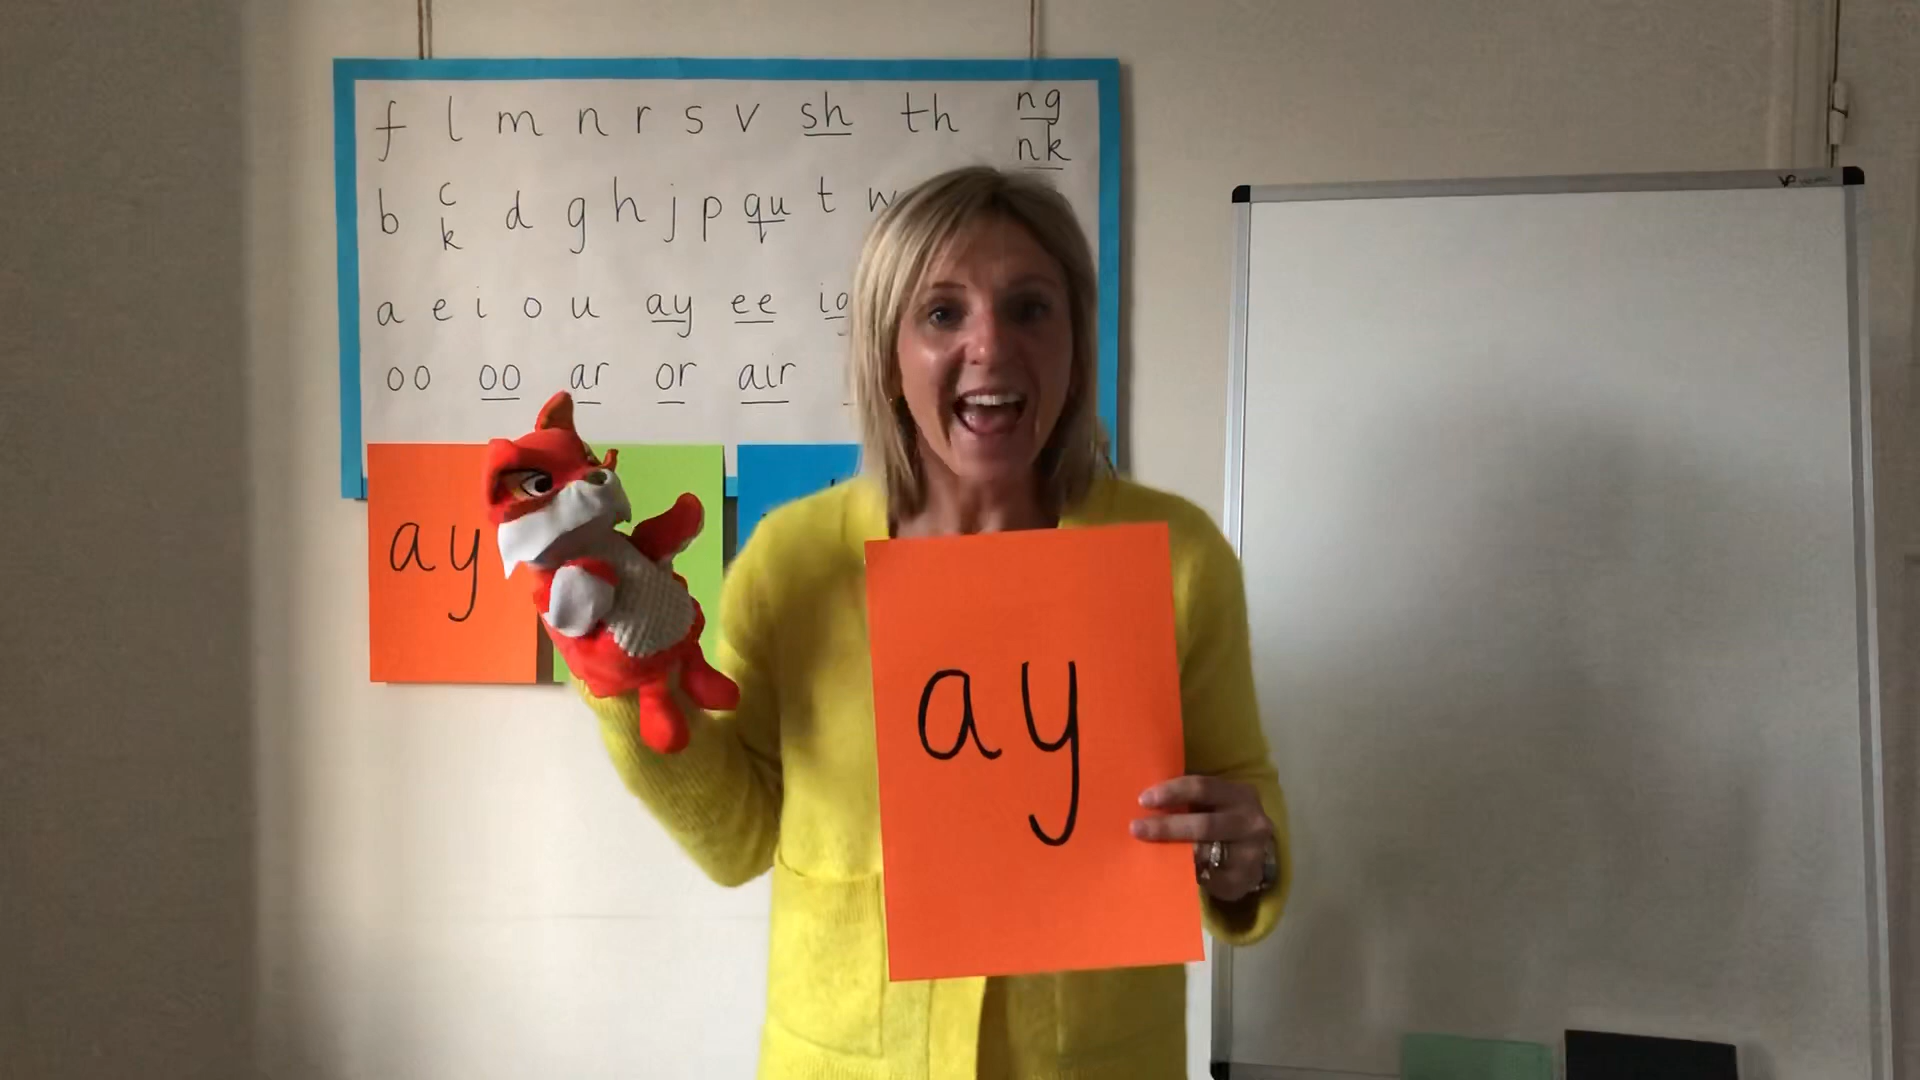 f l m n r s v sh th ng
nk
b c k d g h j p qu t w
a e i o u ay ee
oo oo ar or air
ay
ay